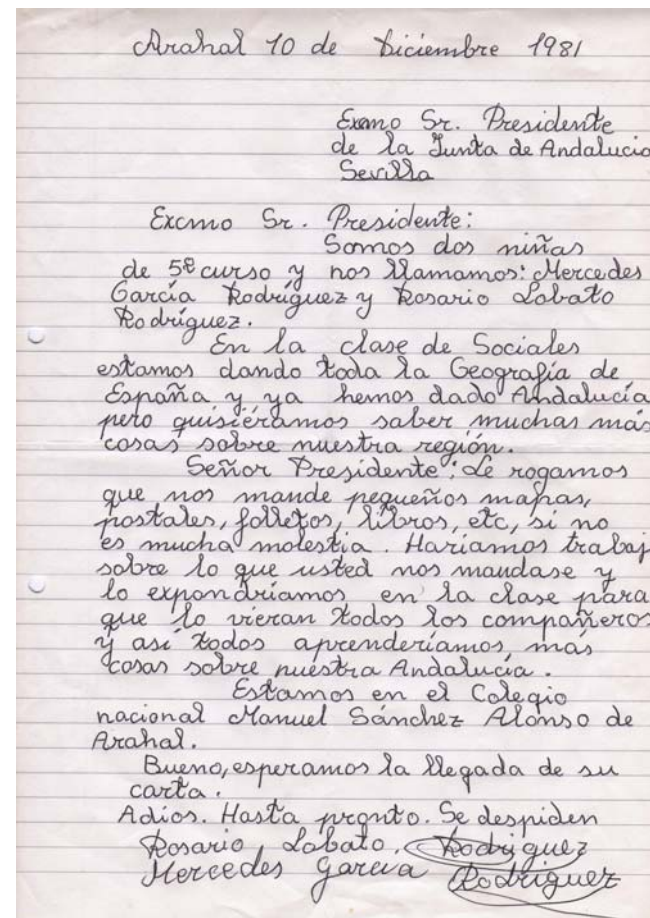 Arahal 10 de Diciembre 1981
Exmo Sr. Presidente
de la Junta de Andalucia
Sevilla
Excmo Sr. Presidente:
Somos dos niñas
de 5º curso y nos llamamos: Mercedes
García Rodríguez y Rosario Lobato
Rodríguez.
En la clase de Sociales
estamos dando toda la Geografía de
España y ya hemos dado Andalucía
pero quisiéramos saber muchas más
cosas sobre nuestra región.
Señor Presidente: Le rogamos
que nos mande pequeños mapas,
postales, folletos, libros, etc, si no
es mucha molestia. Haríamos trabaj
sobre lo que usted nos mandase y
lo expondríamos en la clase para
que lo vieran todos los compañeros
y así todos aprenderíamos más
cosas sobre nuestra Andalucía.
Estamos en el Colegio
nacional Manuel Sánchez Alonso de
Arahal.
Bueno, esperamos la llegada de su
carta.
Adios. Hasta pronto. Se despiden
Rosario Lobato. Rodriguez
Mercedes Garcia Rodriguez